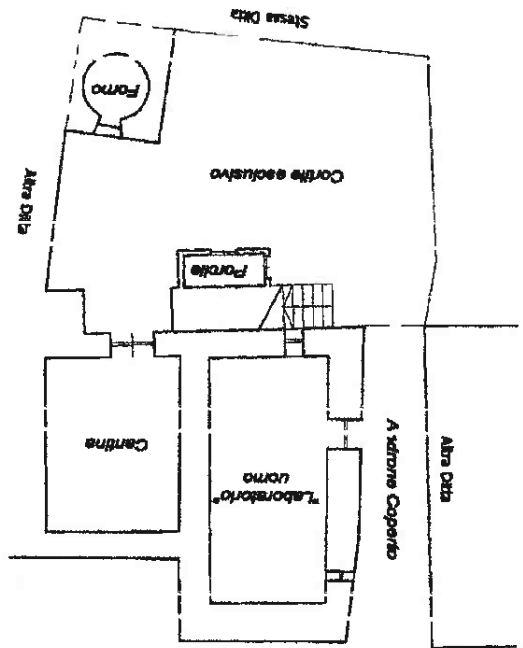 Altra Ditta
Androne Coperto
"Laboratorio"
uomo
Cantina
Porcile
Cortile esclusivo
Altra Ditta
Forno
Stessa Ditta